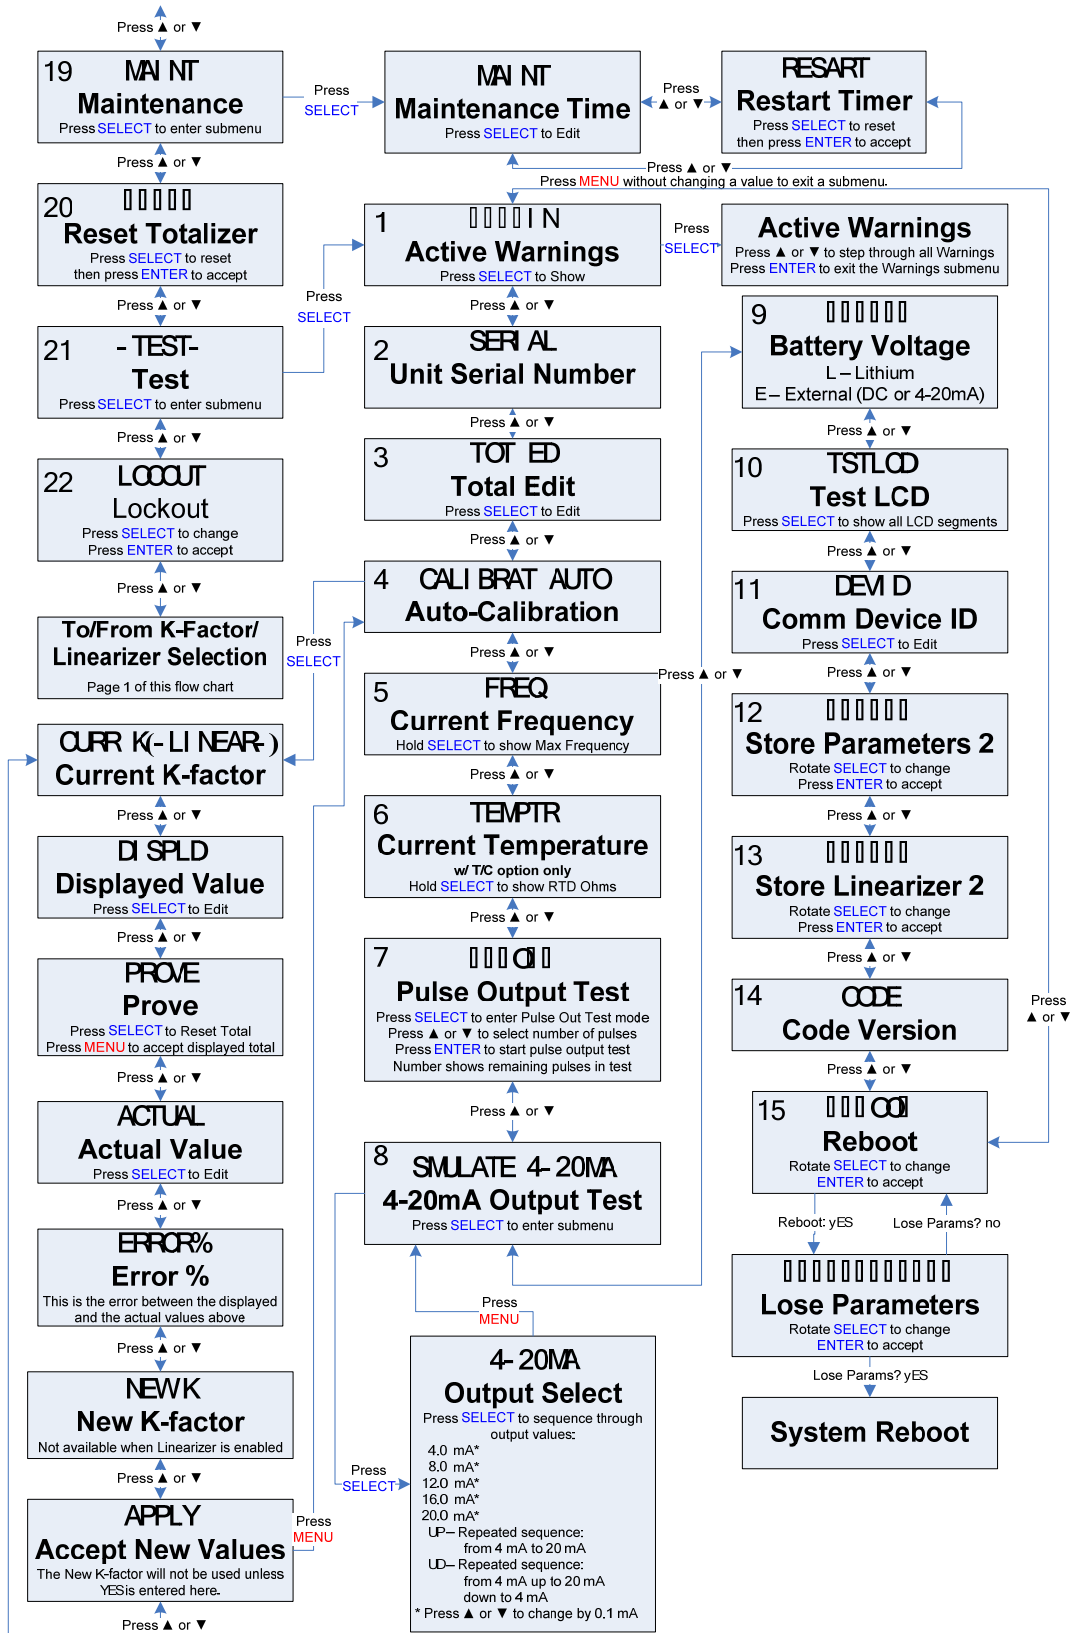 Press ▲ or ▼
19
MAINT
Maintenance
Press SELECT to enter submenu
Press
SELECT
MAINT
Maintenance Time
Press SELECT to Edit
Press
▲ or ▼
RESART
Restart Timer
Press SELECT to reset
then press ENTER to accept
Press ▲ or ▼
Press MENU without changing a value to exit a submenu.
Press ▲ or ▼
20
Reset Totalizer
Press SELECT to reset
then press ENTER to accept
Press ▲ or ▼
21
-TEST-
Test
Press SELECT to enter submenu
Press
SELECT
Press ▲ or ▼
22
LOCOUT
Lockout
Press SELECT to change
Press ENTER to accept
Press ▲ or ▼
To/From K-Factor/
Linearizer Selection
Page 1 of this flow chart
CURR K(-LINEAR-)
Current K-factor
Press ▲ or ▼
DISPLD
Displayed Value
Press SELECT to Edit
Press ▲ or ▼
PROVE
Prove
Press SELECT to Reset Total
Press MENU to accept displayed total
Press ▲ or ▼
ACTUAL
Actual Value
Press SELECT to Edit
Press ▲ or ▼
ERROR%
Error %
This is the error between the displayed
and the actual values above
Press ▲ or ▼
NEWK
New K-factor
Not available when Linearizer is enabled
Press ▲ or ▼
APPLY
Accept New Values
The New K-factor will not be used unless
YES is entered here.
Press ▲ or ▼
Press
MENU
1
IN
Active Warnings
Press SELECT to Show
Press
SELECT
Active Warnings
Press ▲ or ▼ to step through all Warnings
Press ENTER to exit the Warnings submenu
Press ▲ or ▼
2
SERIAL
Unit Serial Number
Press ▲ or ▼
3
TOT ED
Total Edit
Press SELECT to Edit
Press ▲ or ▼
4
CALIBRAT AUTO
Auto-Calibration
Press
SELECT
Press ▲ or ▼
5
FREQ
Current Frequency
Hold SELECT to show Max Frequency
Press ▲ or ▼
6
TEMPTR
Current Temperature
w/ T/C option only
Hold SELECT to show RTD Ohms
Press ▲ or ▼
7
Pulse Output Test
Press SELECT to enter Pulse Out Test mode
Press ▲ or ▼ to select number of pulses
Press ENTER to start pulse output test
Number shows remaining pulses in test
Press ▲ or ▼
8
SMULATE 4-20MA
4-20mA Output Test
Press SELECT to enter submenu
Press
MENU
Press
SELECT
4-20MA
Output Select
Press SELECT to sequence through
output values:
4.0 mA*
8.0 mA*
12.0 mA*
16.0 mA*
20.0 mA*
UP– Repeated sequence:
from 4 mA to 20 mA
UD– Repeated sequence:
from 4 mA up to 20 mA
down to 4 mA
* Press ▲ or ▼ to change by 0.1 mA
Press ▲ or ▼
9
Battery Voltage
L – Lithium
E – External (DC or 4-20mA)
Press ▲ or ▼
10
TSTLCD
Test LCD
Press SELECT to show all LCD segments
Press ▲ or ▼
11
DEVID
Comm Device ID
Press SELECT to Edit
Press ▲ or ▼
12
Store Parameters 2
Rotate SELECT to change
Press ENTER to accept
Press ▲ or ▼
13
Store Linearizer 2
Rotate SELECT to change
Press ENTER to accept
Press ▲ or ▼
14
CODE
Code Version
Press ▲ or ▼
Press
▲ or ▼
15
Reboot
Rotate SELECT to change
ENTER to accept
Reboot: yES
Lose Params? no
Lose Parameters
Rotate SELECT to change
ENTER to accept
Lose Params? yES
System Reboot